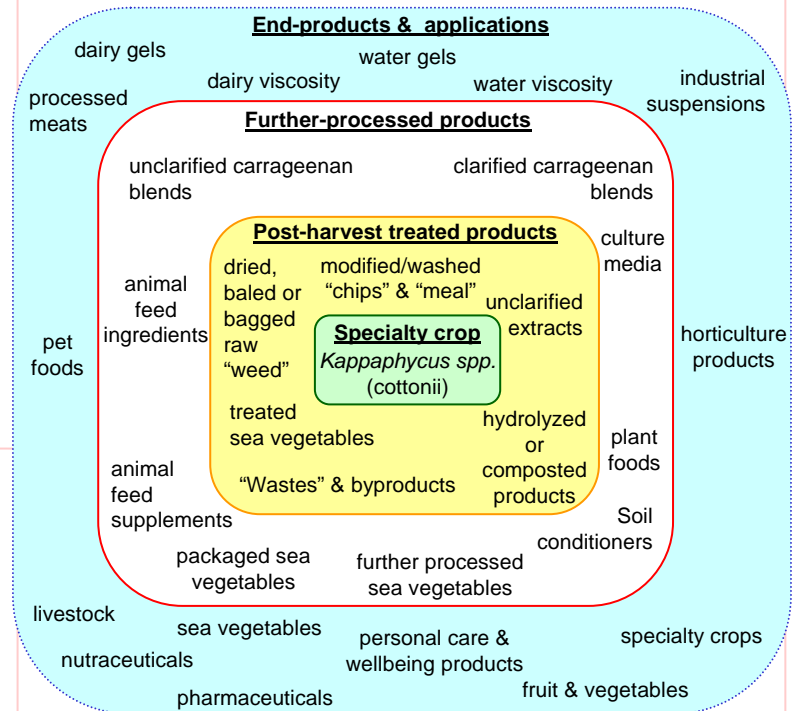 End-products & applications
dairy gels
water gels
dairy viscosity
water viscosity
industrial
suspensions
processed
meats
Further-processed products
unclarified carrageenan
blends
clarified carrageenan
blends
Post-harvest treated products
culture
media
dried,
baled or
bagged
raw
“weed”
modified/washed
“chips” & “meal”
unclarified
extracts
animal
feed
ingredients
Specialty crop
Kappaphycus spp.
(cottonii)
pet
foods
horticulture
products
treated
sea vegetables
hydrolyzed
or
composted
products
plant
foods
animal
feed
supplements
“Wastes” & byproducts
Soil
conditioners
packaged sea
vegetables
further processed
sea vegetables
livestock
sea vegetables
personal care &
wellbeing products
specialty crops
nutraceuticals
pharmaceuticals
fruit & vegetables